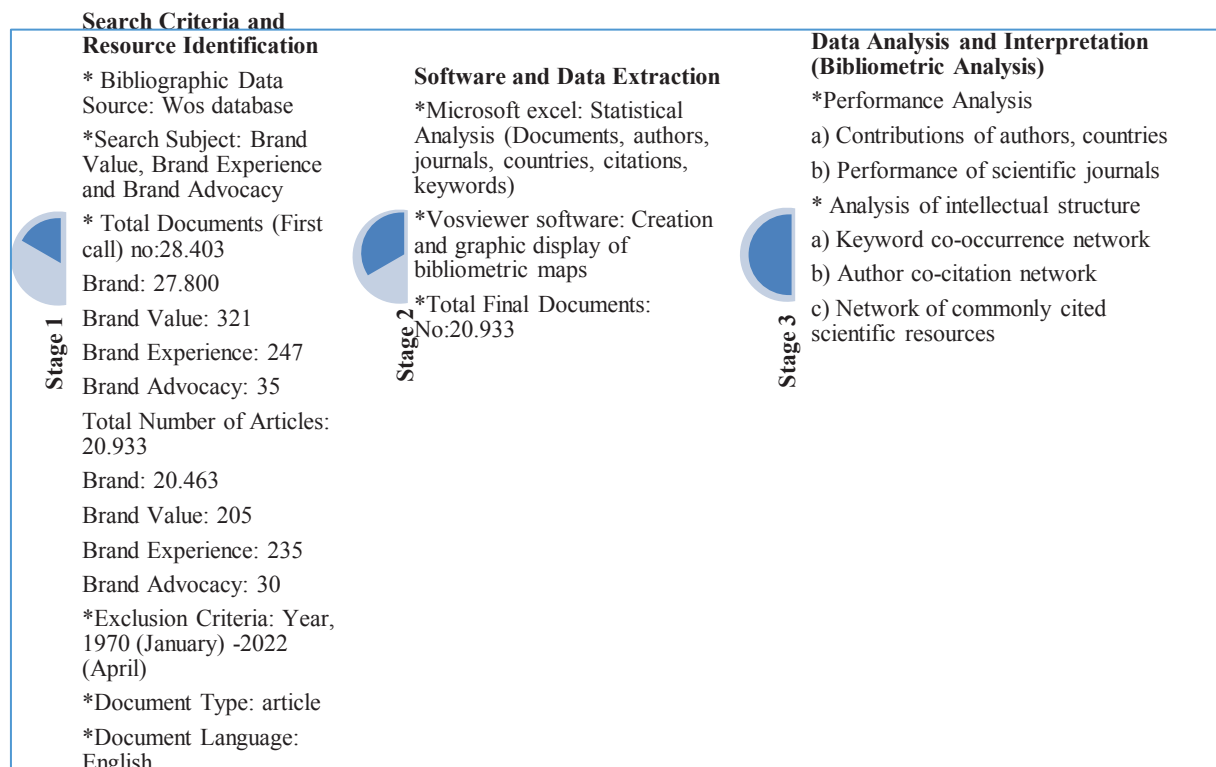 Search Criteria and
Resource Identification
* Bibliographic Data
Source: Wos database
*Search Subject: Brand
Value, Brand Experience
and Brand Advocacy
* Total Documents (First
call) no:28.403
Brand: 27.800
Brand Value: 321
Brand Experience: 247
Brand Advocacy: 35
Total Number of Articles:
20.933
Brand: 20.463
Brand Value: 205
Brand Experience: 235
Brand Advocacy: 30
*Exclusion Criteria: Year,
1970 (January) -2022
(April)
*Document Type: article
*Document Language:
English
Stage 1
Software and Data Extraction
*Microsoft excel: Statistical
Analysis (Documents, authors,
journals, countries, citations,
keywords)
*Vosviewer software: Creation
and graphic display of
bibliometric maps
*Total Final Documents:
No:20.933
Stage 2
Data Analysis and Interpretation
(Bibliometric Analysis)
*Performance Analysis
a) Contributions of authors, countries
b) Performance of scientific journals
* Analysis of intellectual structure
a) Keyword co-occurrence network
b) Author co-citation network
c) Network of commonly cited
scientific resources
Stage 3